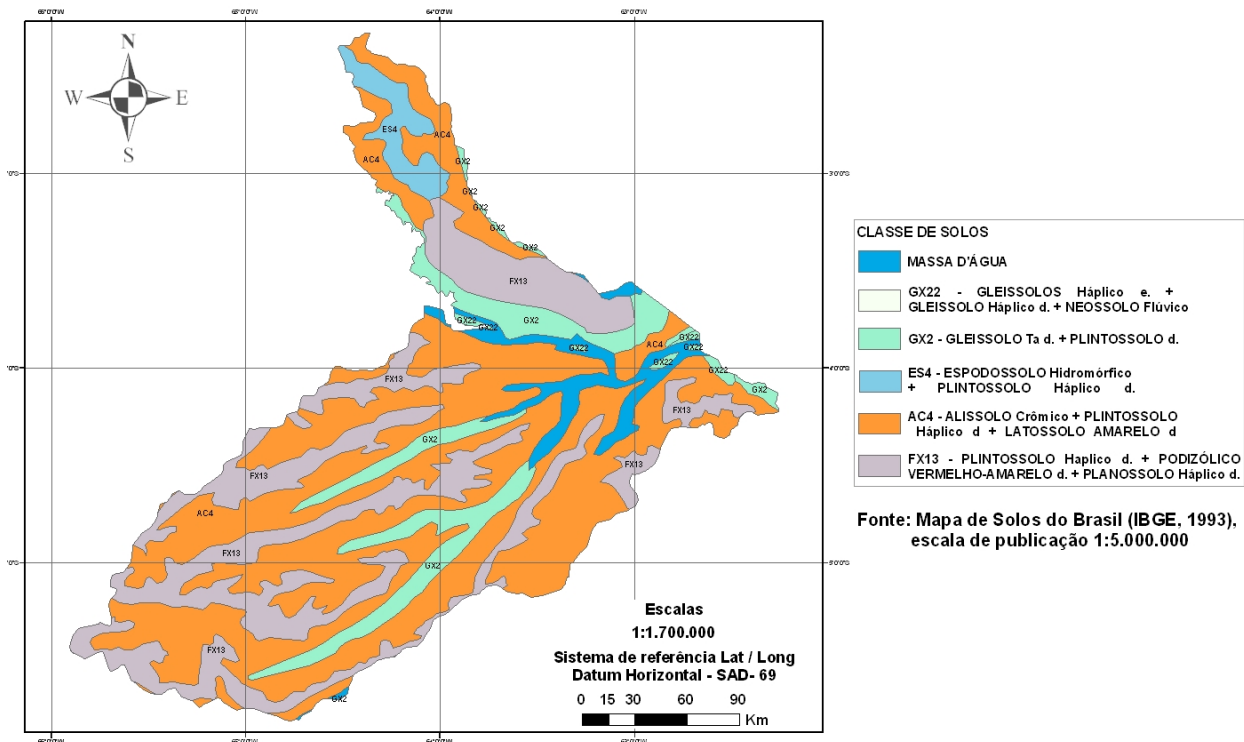 N
W E
S
ES4
AC4
AC4
GX2
GX2
GX2
GX2
GX2
FX13
GX22
GX22
GX2
GX22
AC4
GX22
GX22
GX22
GX22
GX2
FX13
FX13
GX2
FX13
FX13
AC4
FX13
GX2
FX13
GX2
Escalas
1:1.700.000
Sistema de referência Lat / Long
Datum Horizontal - SAD- 69
0 15 30 60 90
Km
CLASSE DE SOLOS
MASSA D'ÁGUA
GX22 - GLEISSOLOS Háplico e. +
GLEISSOLO Háplico d. + NEOSSOLO Flúvico
GX2 - GLEISSOLO Ta d. + PLINTOSSOLO d.
ES4 - ESPODOSSOLO Hidromórfico
+ PLINTOSSOLO Háplico d.
AC4 - ALISSOLO Crômico + PLINTOSSOLO
Háplico d + LATOSSOLO AMARELO d
FX13 - PLINTOSSOLO Haplico d. + PODIZÓLICO
VERMELHO-AMARELO d. + PLANOSSOLO Háplico d.
Fonte: Mapa de Solos do Brasil (IBGE, 1993),
escala de publicação 1:5.000.000